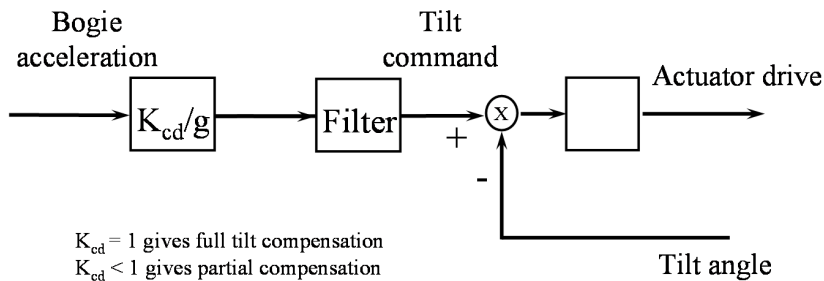 Bogie
acceleration
Tilt
command
Actuator drive
K_cd/g
Filter
X
+
-
K_cd = 1 gives full tilt compensation
K_cd < 1 gives partial compensation
Tilt angle